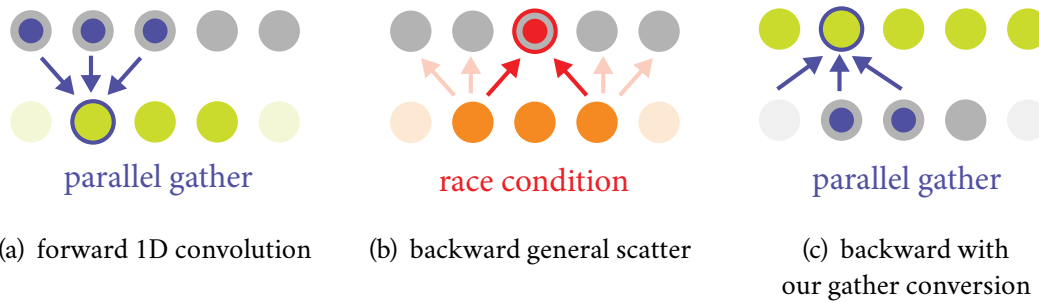 parallel gather
race condition
parallel gather
(a) forward 1D convolution
(b) backward general scatter
(c) backward with
our gather conversion